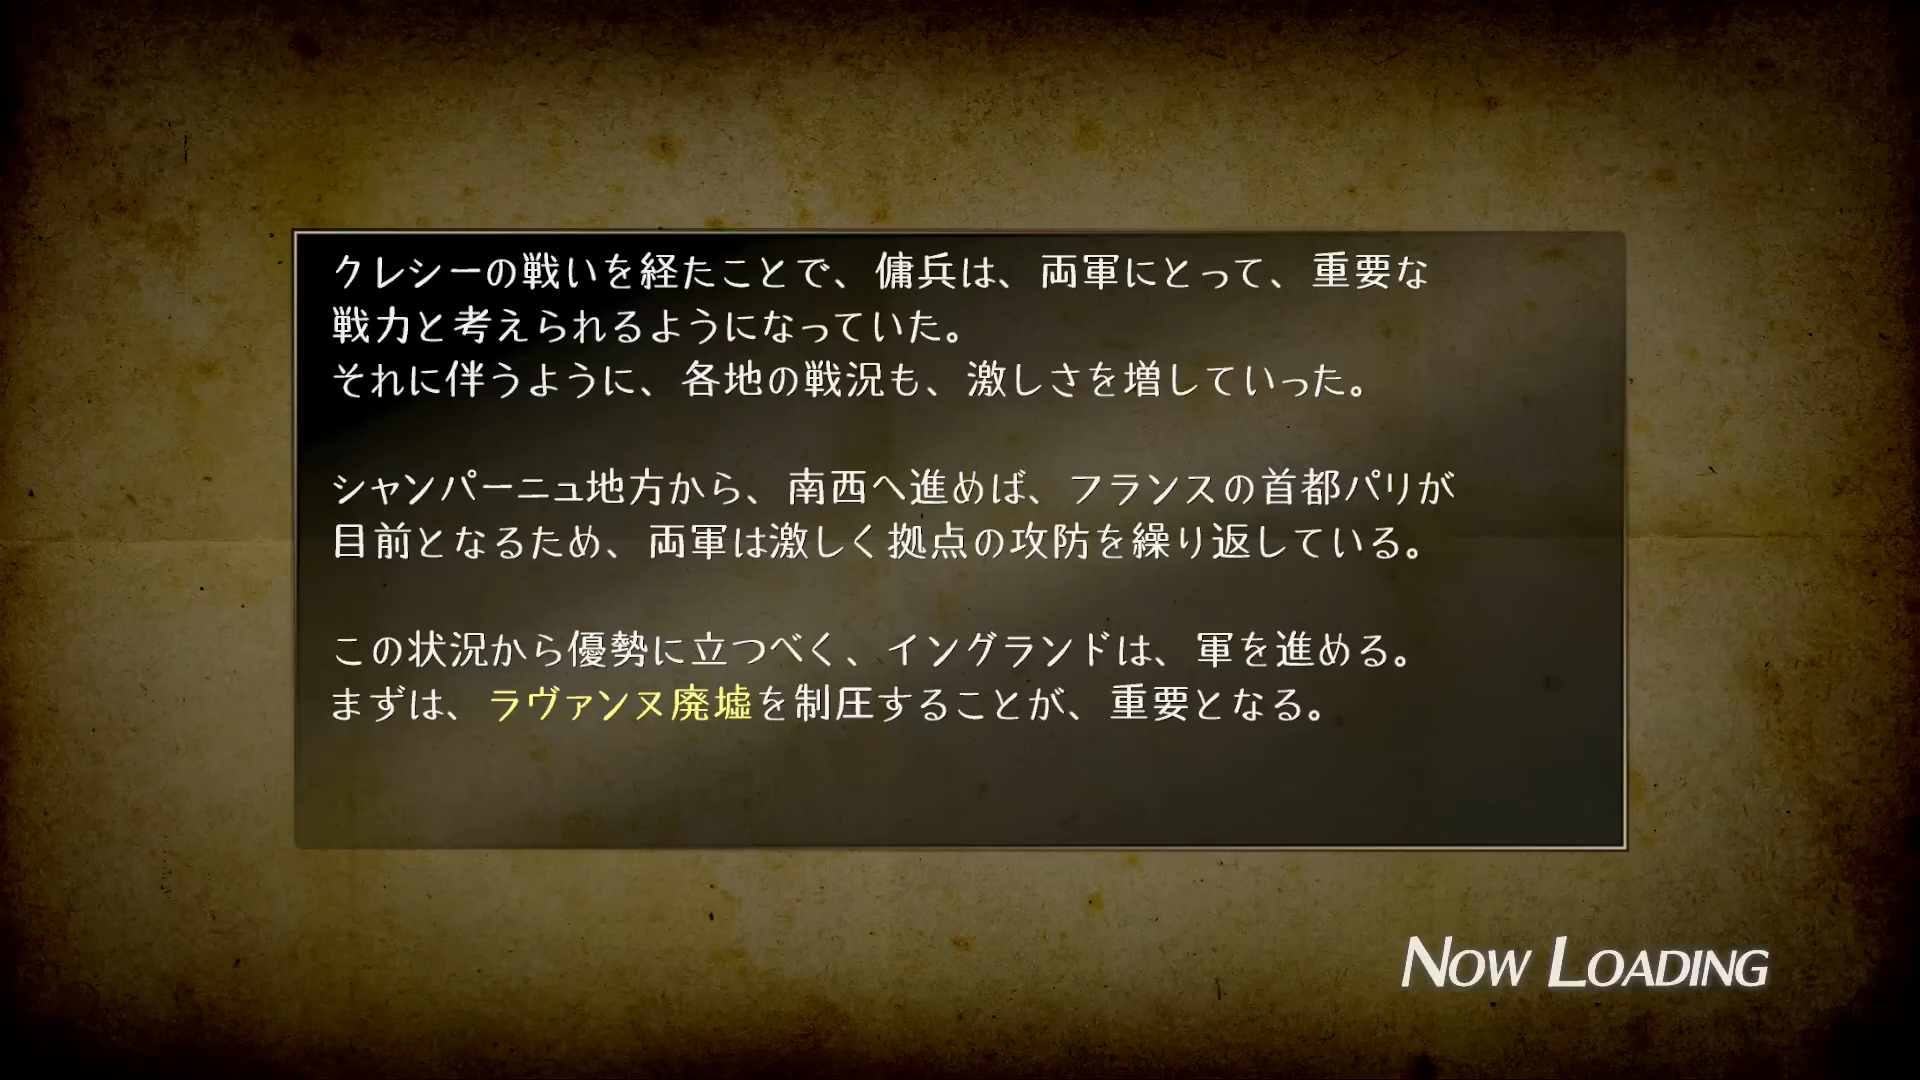 クレシーの戦いを経たことで、傭兵は、両軍にとって、重要な
戦力と考えられるようになっていた。
それに伴うように、各地の戦況も、激しさを増していった。
シャンパーニュ地方から、南西へ進めば、フランスの首都パリが
目前となるため、両軍は激しく拠点の攻防を繰り返している。
この状況から優勢に立つべく、イングランドは、軍を進める。
まずは、ラヴァンヌ廃墟を制圧することが、重要となる。
NOW LOADING